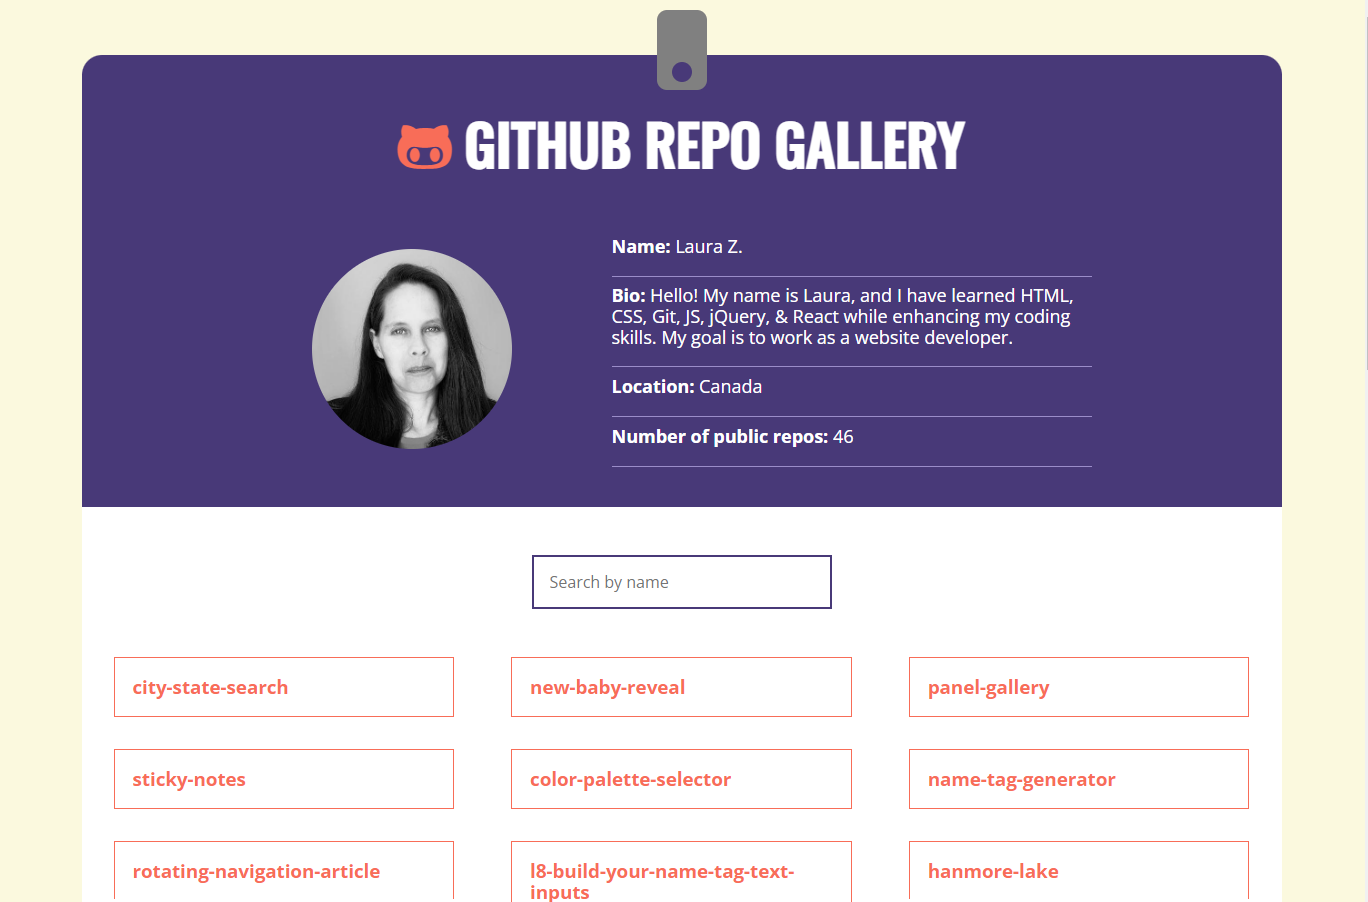 GITHUB REPO GALLERY
Name: Laura Z.
Bio: Hello! My name is Laura, and I have learned HTML,
CSS, Git, JS, jQuery, & React while enhancing my coding
skills. My goal is to work as a website developer.
Location: Canada
Number of public repos: 46
Search by name
city-state-search
new-baby-reveal
panel-gallery
sticky-notes
color-palette-selector
name-tag-generator
rotating-navigation-article
l8-build-your-name-tag-text-
inputs
hanmore-lake